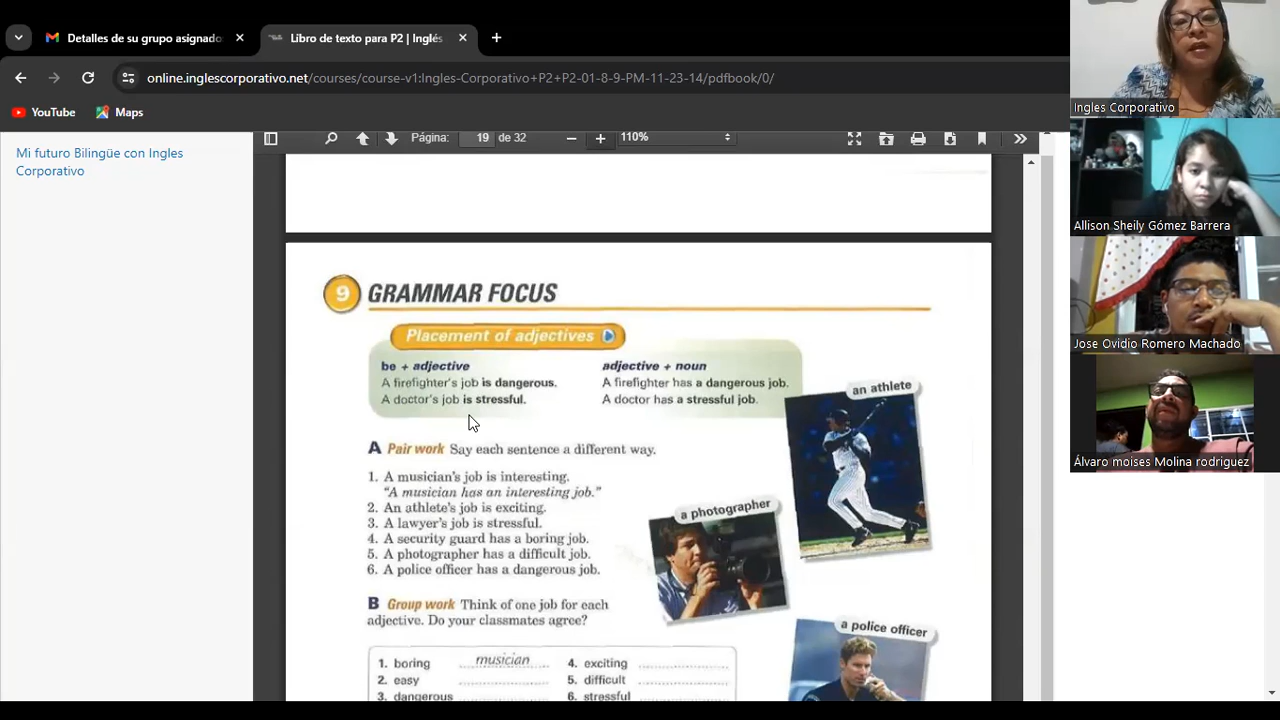 Detalles de su grupo asignado
Libro de texto para P2 | Inglés
online.inglescorporativo.net/courses/course-v1:Ingles-Corporativo+P2+P2-01-8-9-PM-11-23-14/pdfbook/0/
YouTube
Maps
Mi futuro Bilingüe con Ingles
Corporativo
Página: 19 de 32
110%
9 GRAMMAR FOCUS
Placement of adjectives
be + adjective
A firefighter's job is dangerous.
A doctor's job is stressful.
adjective + noun
A firefighter has a dangerous job.
A doctor has a stressful job.
an athlete
A Pair work Say each sentence a different way.
1. A musician's job is interesting.
"A musician has an interesting job."
2. An athlete's job is exciting.
3. A lawyer's job is stressful.
4. A security guard has a boring job.
5. A photographer has a difficult job.
6. A police officer has a dangerous job.
a photographer
B Group work Think of one job for each
adjective. Do your classmates agree?
a police officer
1. boring musician
2. easy
3. dangerous
4. exciting
5. difficult
6. stressful
Ingles Corporativo
Allison Sheily Gómez Barrera
Jose Ovidio Romero Machado
Álvaro moises Molina rodriguez